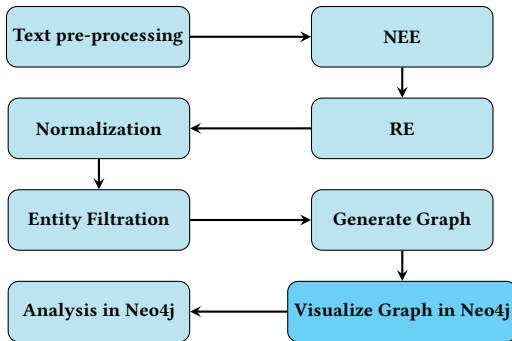 Text pre-processing
NEE
Normalization
RE
Entity Filtration
Generate Graph
Analysis in Neo4j
Visualize Graph in Neo4j